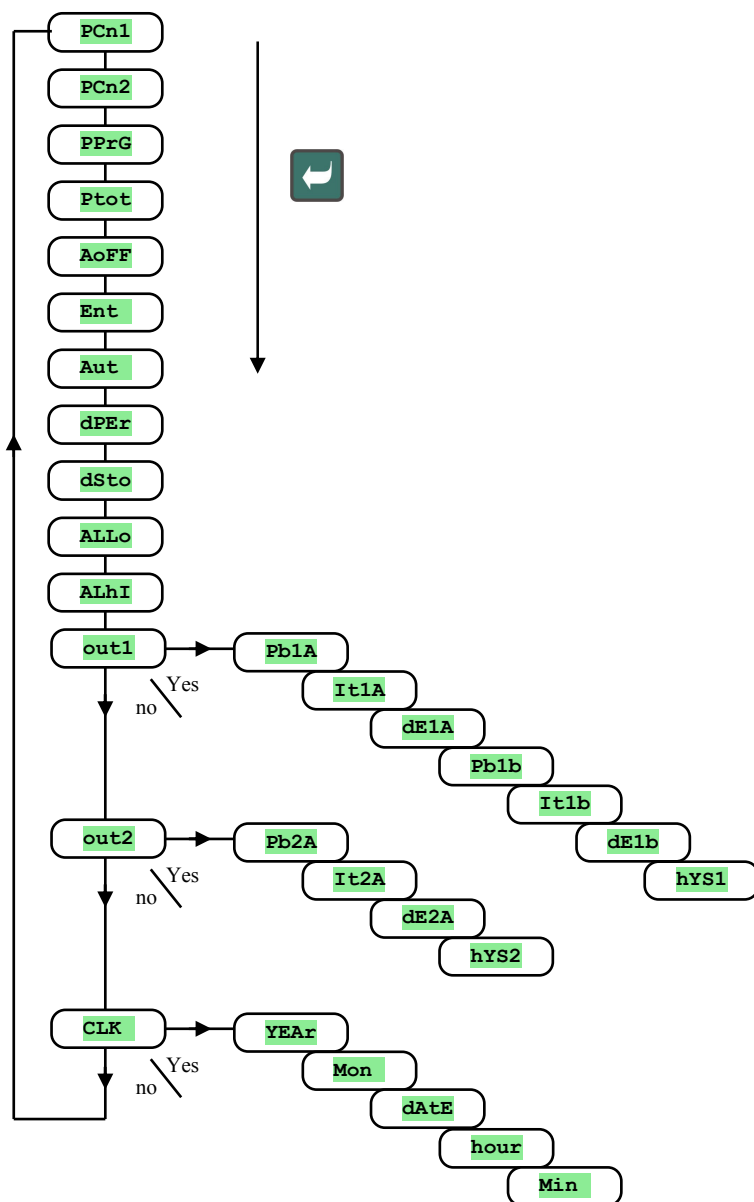 PCn1
PCn2
PPrG
Ptot
AoFF
Ent
Aut
dPEr
dSto
ALLo
ALhI
out1
Pb1A
Yes
no
It1A
dE1A
Pb1b
It1b
dE1b
hYS1
out2
Pb2A
Yes
no
It2A
dE2A
hYS2
CLK
YEAr
Yes
no
Mon
dAtE
hour
Min